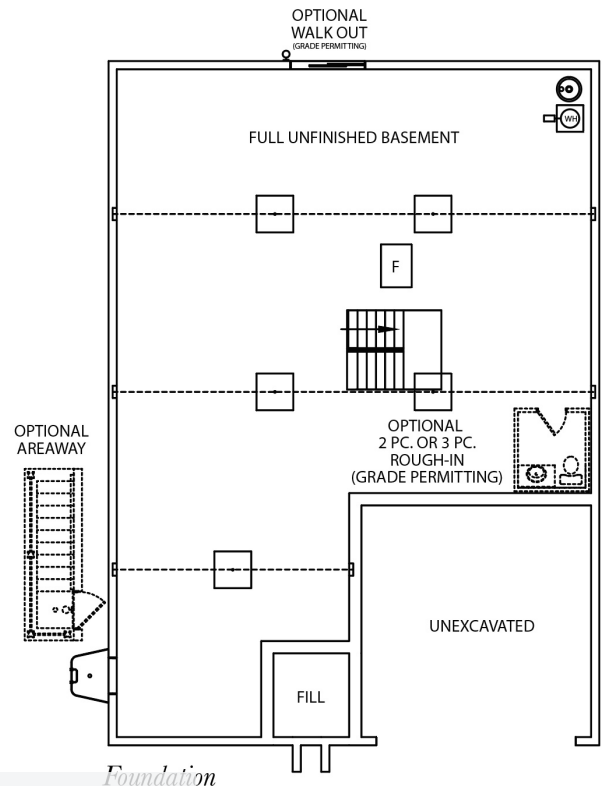 OPTIONAL
WALK OUT
(GRADE PERMITTING)
WH
FULL UNFINISHED BASEMENT
F
OPTIONAL
2 PC. OR 3 PC.
ROUGH-IN
(GRADE PERMITTING)
OPTIONAL
AREAWAY
UNEXCAVATED
FILL
Foundation